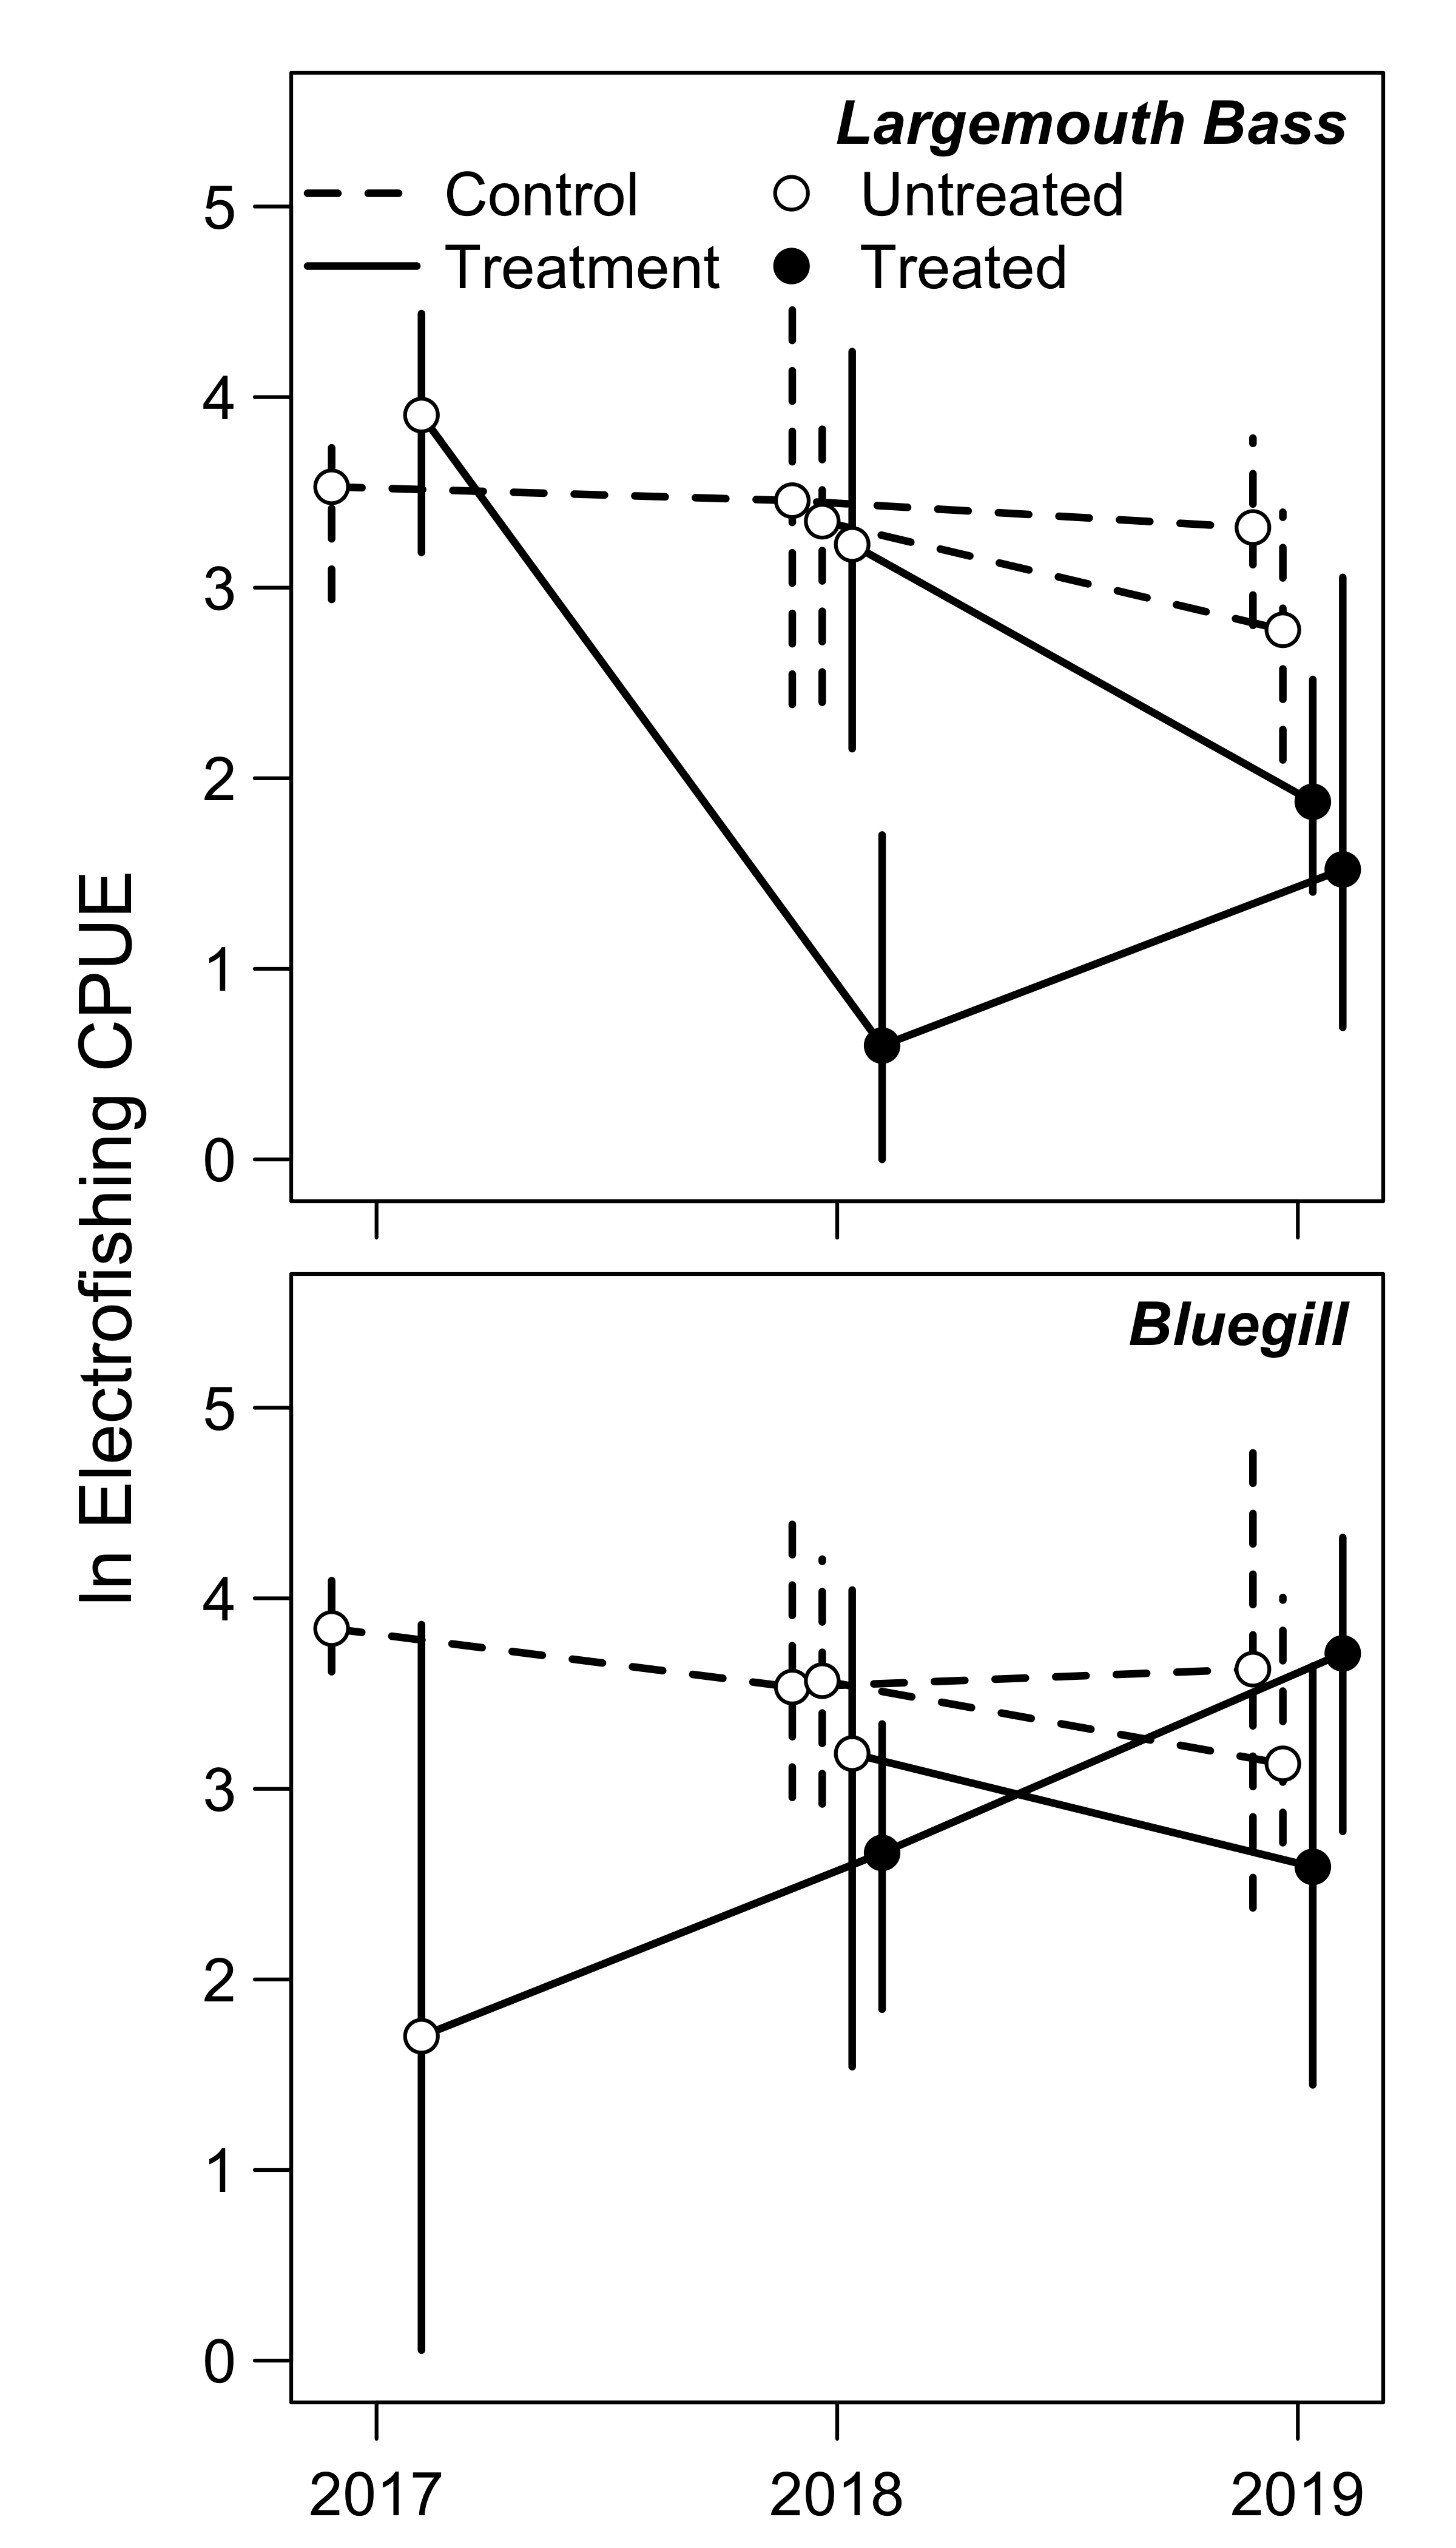 Largemouth Bass
Control
Untreated
Treatment
Treated
5
4
3
2
1
0
ln Electrofishing CPUE
Bluegill
5
4
3
2
1
0
2017
2018
2019